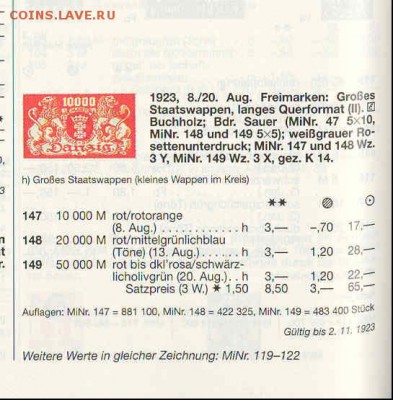 COINS.LAVE.RU
10000
Danzig
1923, 8./20. Aug. Freimarken: Großes
Staatswappen, langes Querformat (II).
Buchholz; Bdr. Sauer (MiNr. 47 5×10,
MiNr. 148 und 149 5×5); weißgrauer Ro-
settenunterdruck; MiNr. 147 und 148 Wz.
3 Y, MiNr. 149 Wz. 3 X, gez. K 14.
h) Großes Staatswappen (kleines Wappen im Kreis)
147 10 000 M rot/rotorange
(8. Aug.) . . . . . . . . . . . . h 3,— -,70 17,—
148 20 000 M rot/mittelgrünlichblau
(Töne) (13. Aug.) . . . . . . h 3,— 1,20 28,—
149 50 000 M rot bis dkl'rosa/schwärz-
licholivgrün (20. Aug.) . . h 3,— 1,20 22,—
Satzpreis (3 W.) ✶ 1,50 8,50 3,— 65,—
Auflagen: MiNr. 147 = 881 100, MiNr. 148 = 422 325, MiNr. 149 = 483 400 Stück
Gültig bis 2. 11. 1923
Weitere Werte in gleicher Zeichnung: MiNr. 119–122